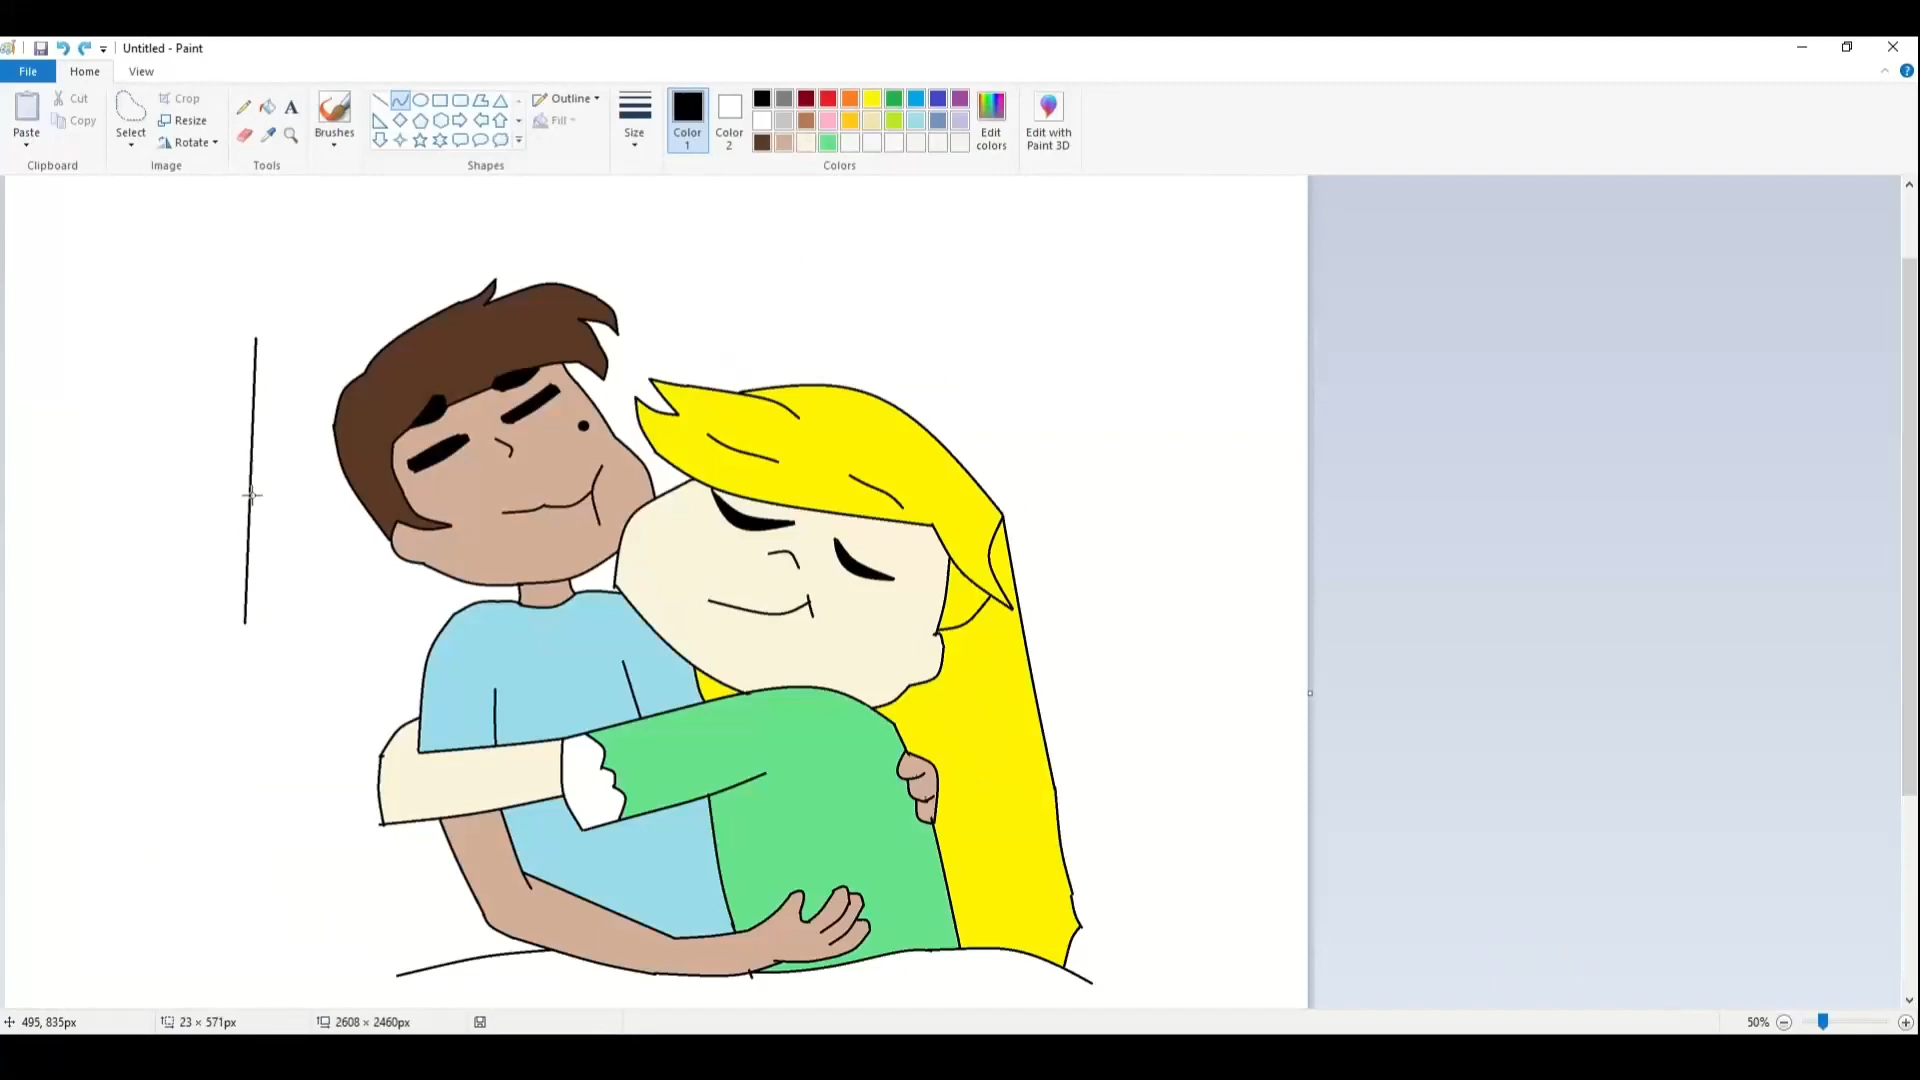 Untitled - Paint
File Home View
Paste
Cut
Copy
Clipboard
Select
Crop
Resize
Rotate
Image
A
Tools
Brushes
Shapes
Outline
Fill
Size
Color 1
Color 2
Colors
Edit colors
Edit with Paint 3D
495, 835px 23 × 571px 2608 × 2460px 50%